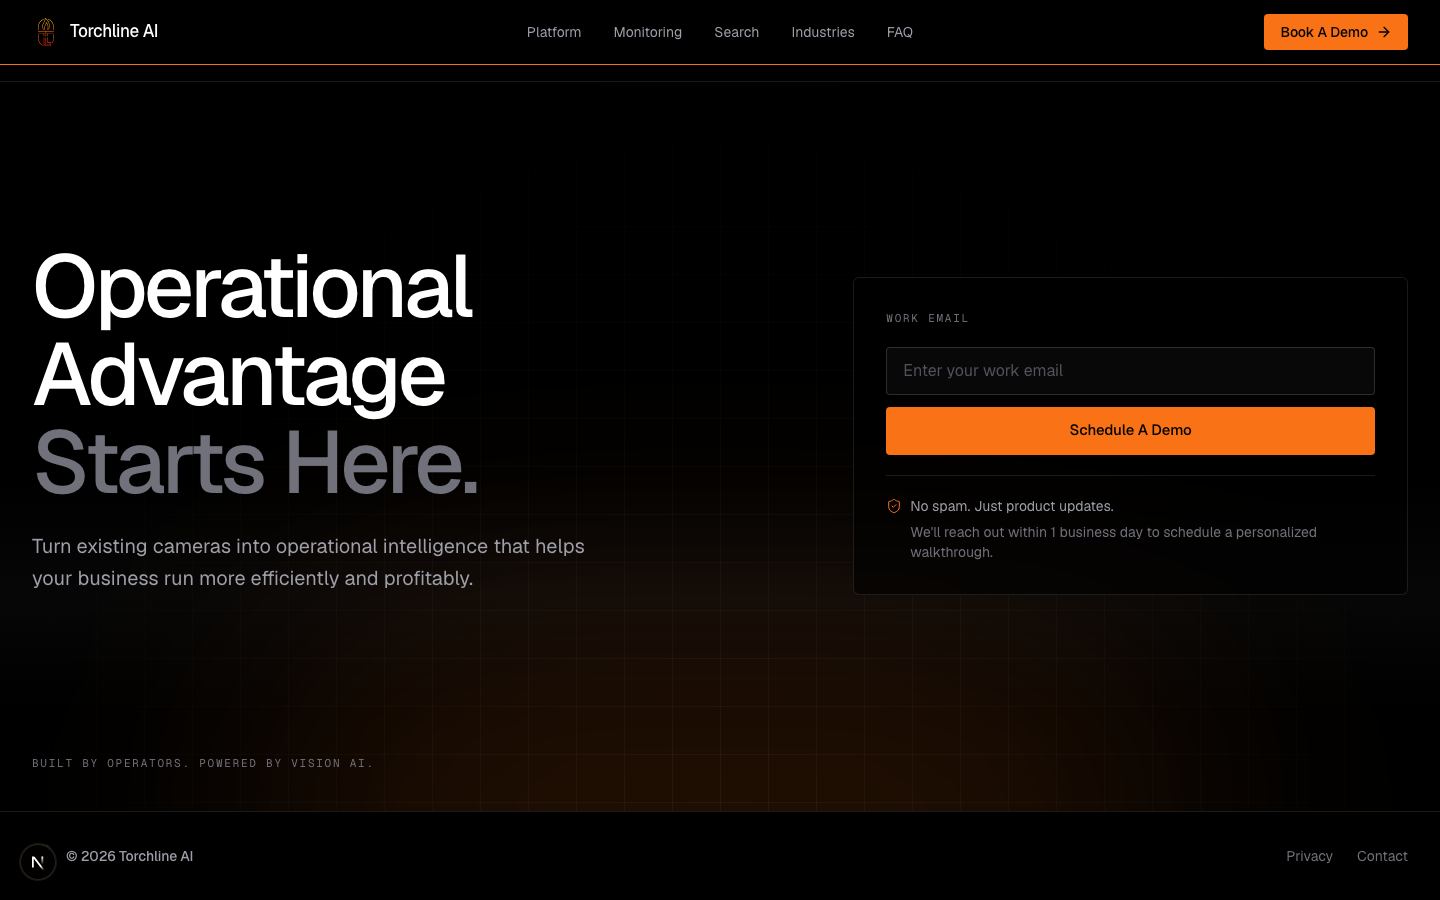 Torchline AI
Platform
Monitoring
Search
Industries
FAQ
Book A Demo
Operational
Advantage
Starts Here.
Turn existing cameras into operational intelligence that helps
your business run more efficiently and profitably.
WORK EMAIL
Enter your work email
Schedule A Demo
No spam. Just product updates.
We'll reach out within 1 business day to schedule a personalized
walkthrough.
BUILT BY OPERATORS. POWERED BY VISION AI.
N
© 2026 Torchline AI
Privacy
Contact